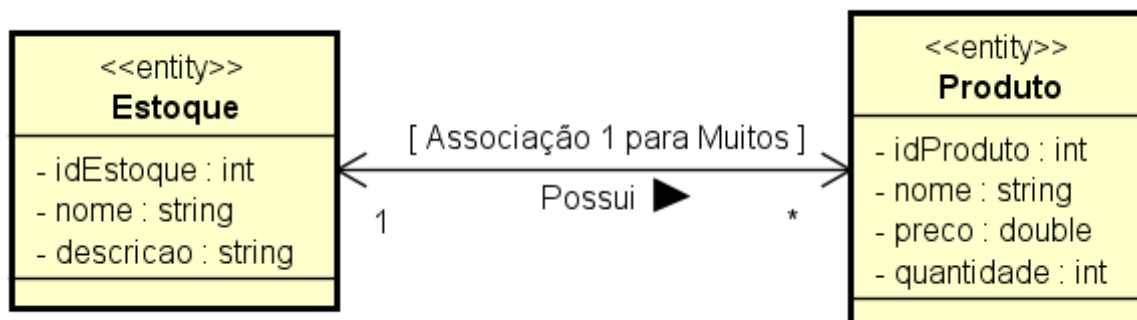 <<entity>>
Estoque
- idEstoque : int
- nome : string
- descricao : string
[ Associação 1 para Muitos ]
Possui
1
*
<<entity>>
Produto
- idProduto : int
- nome : string
- preco : double
- quantidade : int